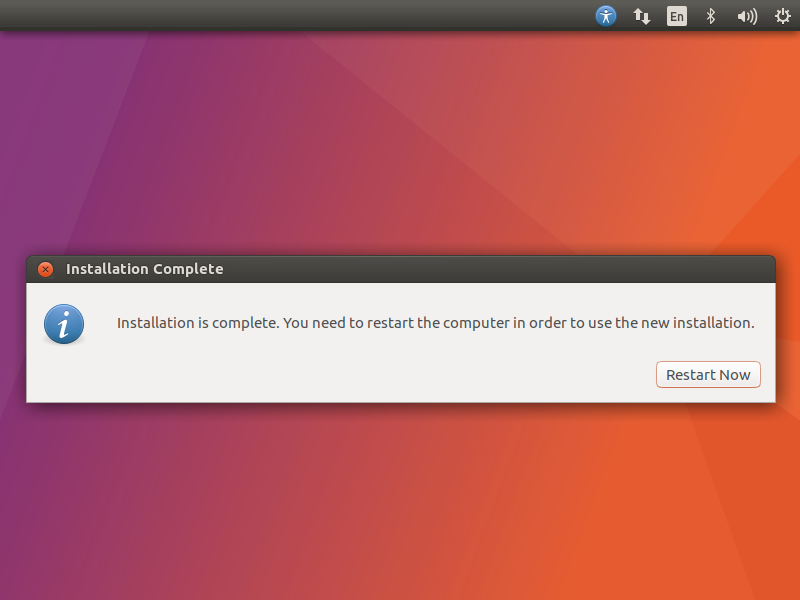 En
Installation Complete
Installation is complete. You need to restart the computer in order to use the new installation.
Restart Now